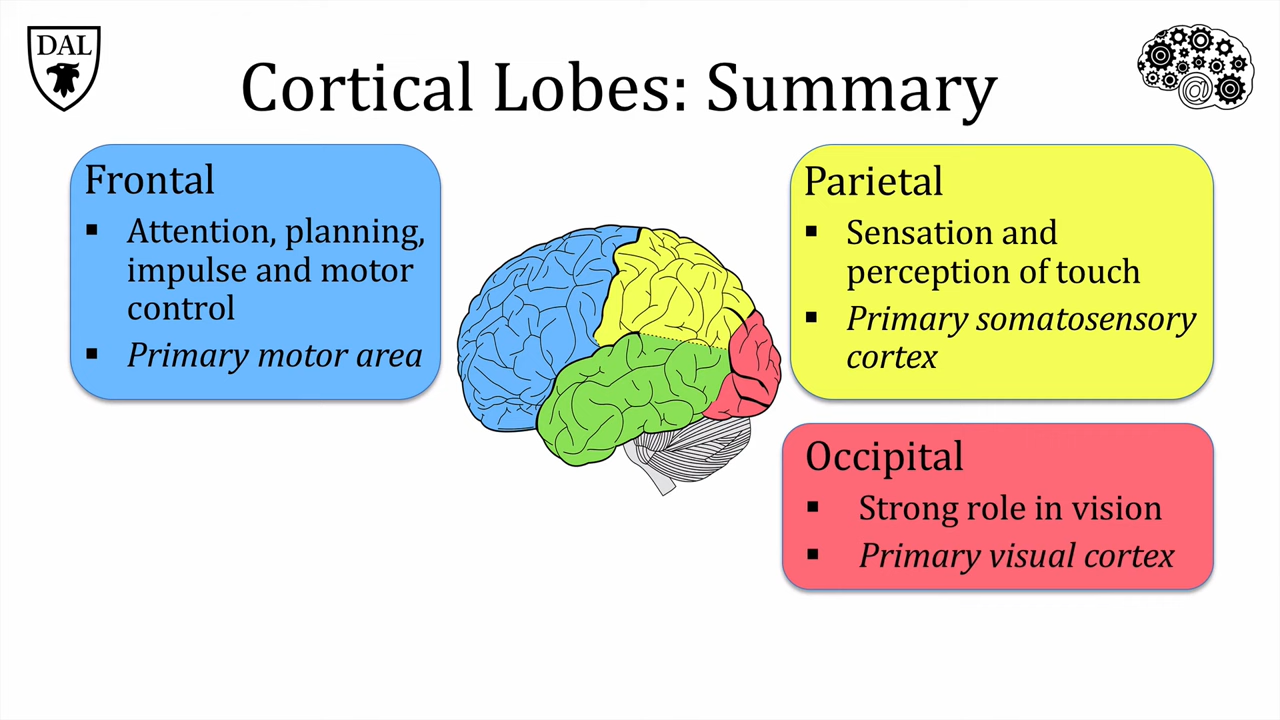 DAL
Cortical Lobes: Summary
@
Frontal
▪ Attention, planning,
impulse and motor
control
▪ Primary motor area
Parietal
▪ Sensation and
perception of touch
▪ Primary somatosensory
cortex
Occipital
▪ Strong role in vision
▪ Primary visual cortex